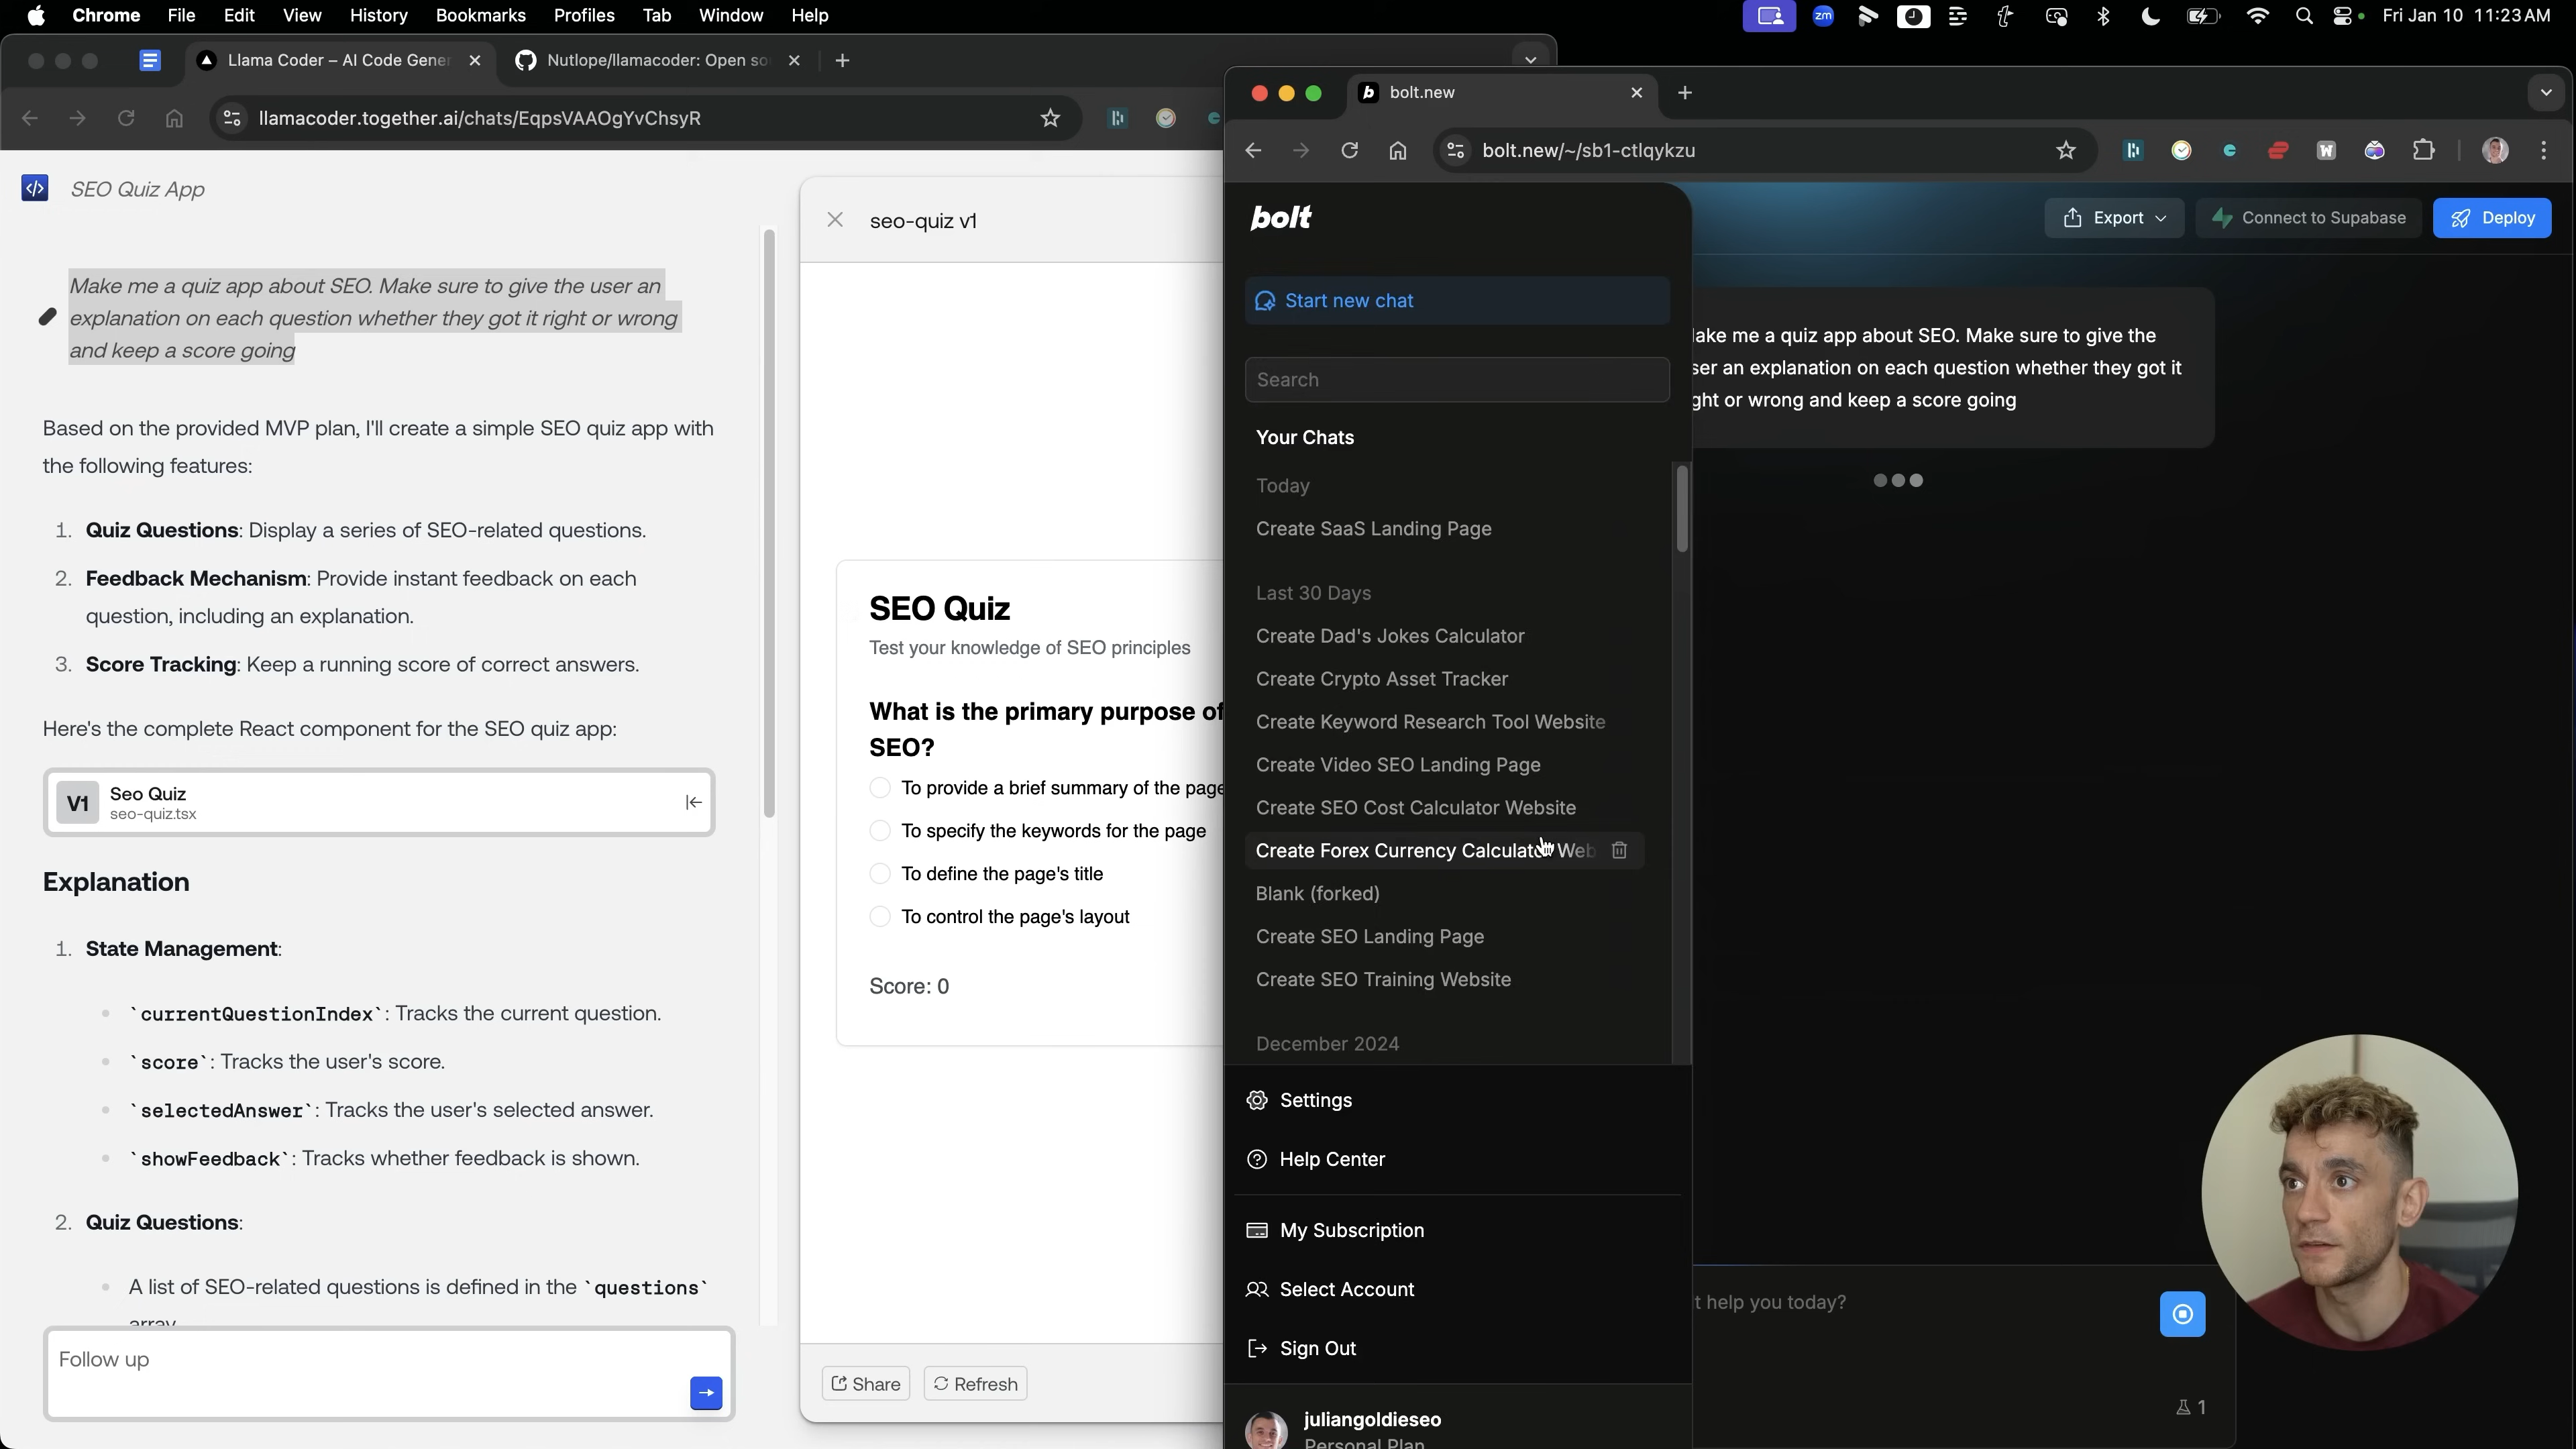 Chrome File Edit View History Bookmarks Profiles Tab Window Help
zm
Fri Jan 10 11:23 AM
Llama Coder – AI Code Gener
Nutlope/llamacoder: Open so
llamacoder.together.ai/chats/EqpsVAAOgYvChsyR
SEO Quiz App
Make me a quiz app about SEO. Make sure to give the user an
explanation on each question whether they got it right or wrong
and keep a score going
Based on the provided MVP plan, I'll create a simple SEO quiz app with
the following features:
1. Quiz Questions: Display a series of SEO-related questions.
2. Feedback Mechanism: Provide instant feedback on each
question, including an explanation.
3. Score Tracking: Keep a running score of correct answers.
Here's the complete React component for the SEO quiz app:
V1
Seo Quiz
seo-quiz.tsx
Explanation
1. State Management:
`currentQuestionIndex`: Tracks the current question.
`score`: Tracks the user's score.
`selectedAnswer`: Tracks the user's selected answer.
`showFeedback`: Tracks whether feedback is shown.
2. Quiz Questions:
A list of SEO-related questions is defined in the `questions`
array
Follow up
seo-quiz v1
SEO Quiz
Test your knowledge of SEO principles
What is the primary purpose of
SEO?
To provide a brief summary of the page
To specify the keywords for the page
To define the page's title
To control the page's layout
Score: 0
Share
Refresh
b bolt.new
bolt.new/~/sb1-ctlqykzu
W
bolt
Start new chat
Search
Your Chats
Today
Create SaaS Landing Page
Last 30 Days
Create Dad's Jokes Calculator
Create Crypto Asset Tracker
Create Keyword Research Tool Website
Create Video SEO Landing Page
Create SEO Cost Calculator Website
Create Forex Currency Calculator Web
Blank (forked)
Create SEO Landing Page
Create SEO Training Website
December 2024
Settings
Help Center
My Subscription
Select Account
Sign Out
juliangoldieseo
Personal Plan
Export
Connect to Supabase
Deploy
ake me a quiz app about SEO. Make sure to give the
ser an explanation on each question whether they got it
ght or wrong and keep a score going
t help you today?
1